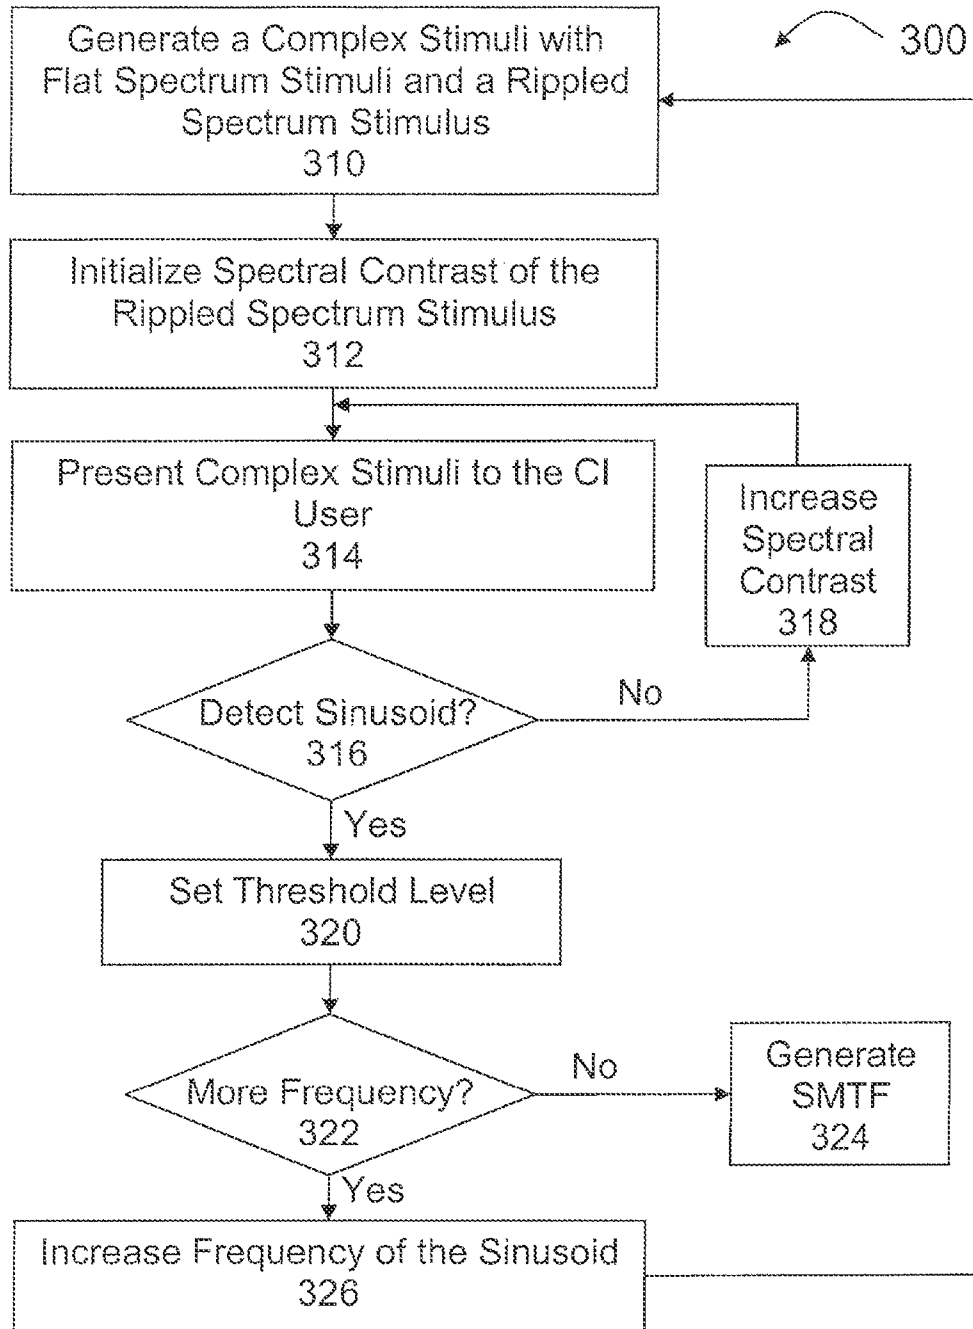 Generate a Complex Stimuli with
Flat Spectrum Stimuli and a Rippled
Spectrum Stimulus
310
300
Initialize Spectral Contrast of the
Rippled Spectrum Stimulus
312
Present Complex Stimuli to the CI
User
314
Increase
Spectral
Contrast
318
Detect Sinusoid?
316
No
Yes
Set Threshold Level
320
More Frequency?
322
No
Generate
SMTF
324
Yes
Increase Frequency of the Sinusoid
326